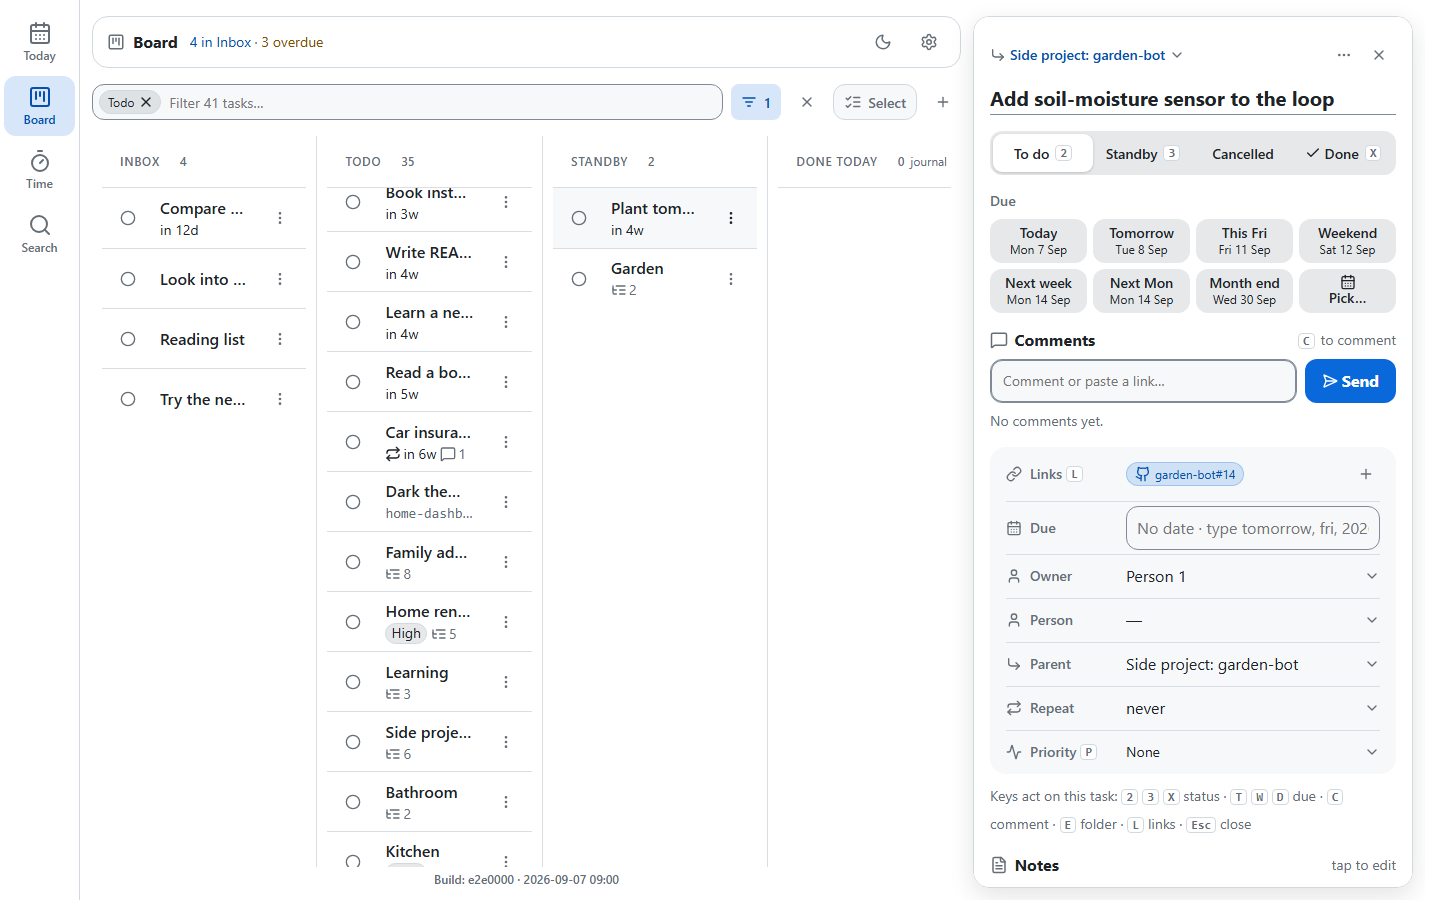 Today
Board
Time
Search
Board 4 in Inbox · 3 overdue
Todo Filter 41 tasks...
1
Select
INBOX 4
Compare ...
in 12d
Look into ...
Reading list
Try the ne...
TODO 35
Book inst...
in 3w
Write REA...
in 4w
Learn a ne...
in 4w
Read a bo...
in 5w
Car insura...
in 6w 1
Dark the...
home-dashb...
Family ad...
8
Home ren...
High 5
Learning
3
Side proje...
6
Bathroom
2
Kitchen
STANDBY 2
Plant tom...
in 4w
Garden
2
DONE TODAY 0 journal
Build: e2e0000 · 2026-09-07 09:00
Side project: garden-bot
Add soil-moisture sensor to the loop
To do 2 Standby 3 Cancelled Done X
Due
Today Tomorrow This Fri Weekend
Mon 7 Sep Tue 8 Sep Fri 11 Sep Sat 12 Sep
Next week Next Mon Month end Pick...
Mon 14 Sep Mon 14 Sep Wed 30 Sep
Comments C to comment
Comment or paste a link...
Send
No comments yet.
Links L garden-bot#14
Due No date · type tomorrow, fri, 202
Owner Person 1
Person —
Parent Side project: garden-bot
Repeat never
Priority P None
Keys act on this task: 2 3 X status · T W D due · C
comment · E folder · L links · Esc close
Notes tap to edit